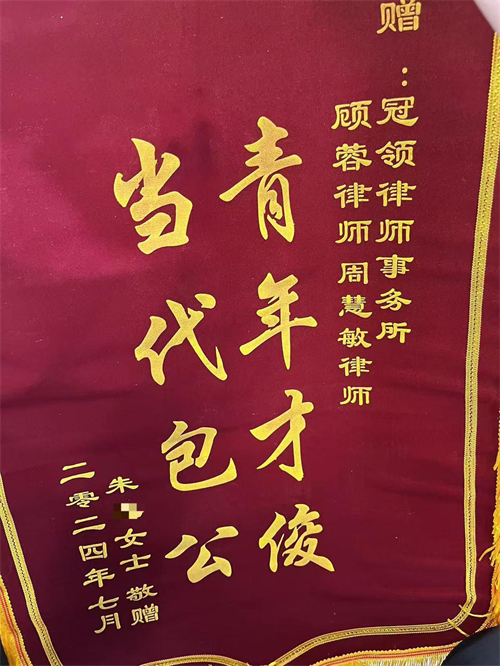 赠：冠领律师事务所
顾蓉律师 周慧敏律师
青年才俊
当代包公
朱 女士 敬赠
二零二四年七月